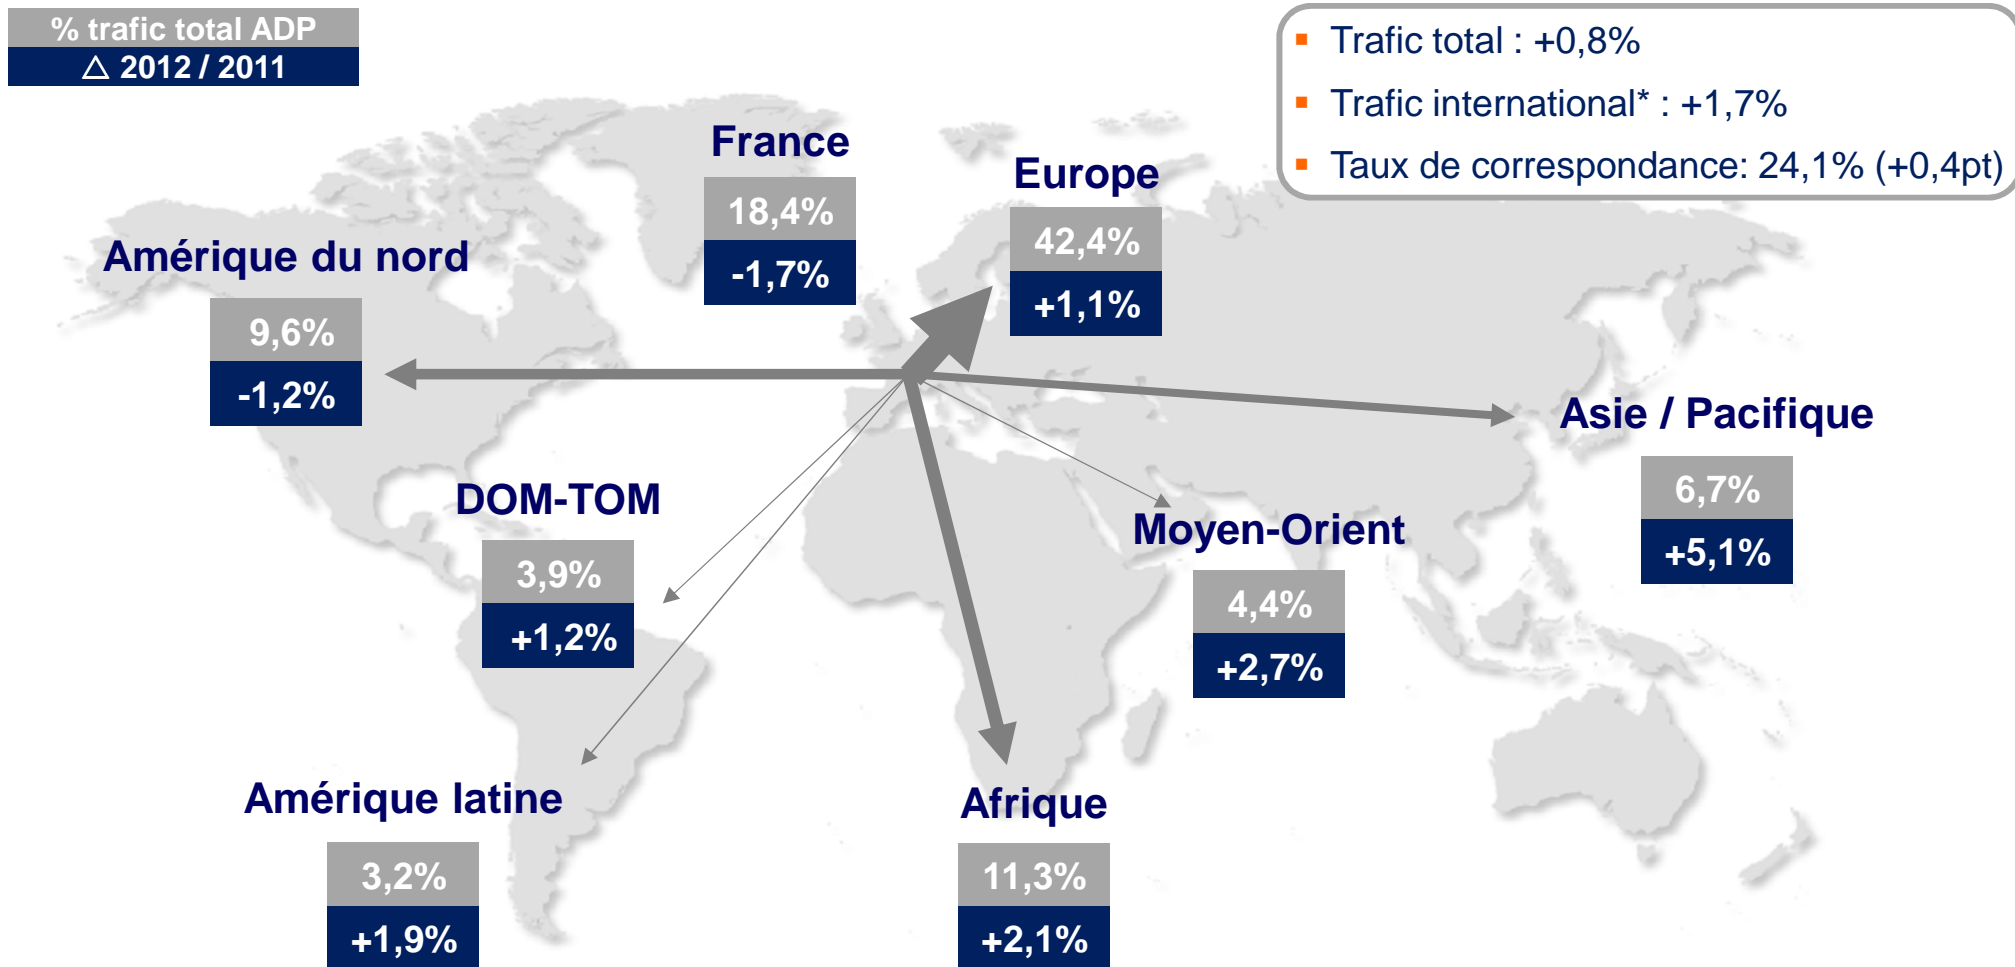 % trafic total ADP
△ 2012 / 2011
▪ Trafic total : +0,8%
▪ Trafic international* : +1,7%
▪ Taux de correspondance: 24,1% (+0,4pt)
France
18,4%
-1,7%
Europe
42,4%
+1,1%
Amérique du nord
9,6%
-1,2%
Asie / Pacifique
6,7%
+5,1%
DOM-TOM
3,9%
+1,2%
Moyen-Orient
4,4%
+2,7%
Amérique latine
3,2%
+1,9%
Afrique
11,3%
+2,1%